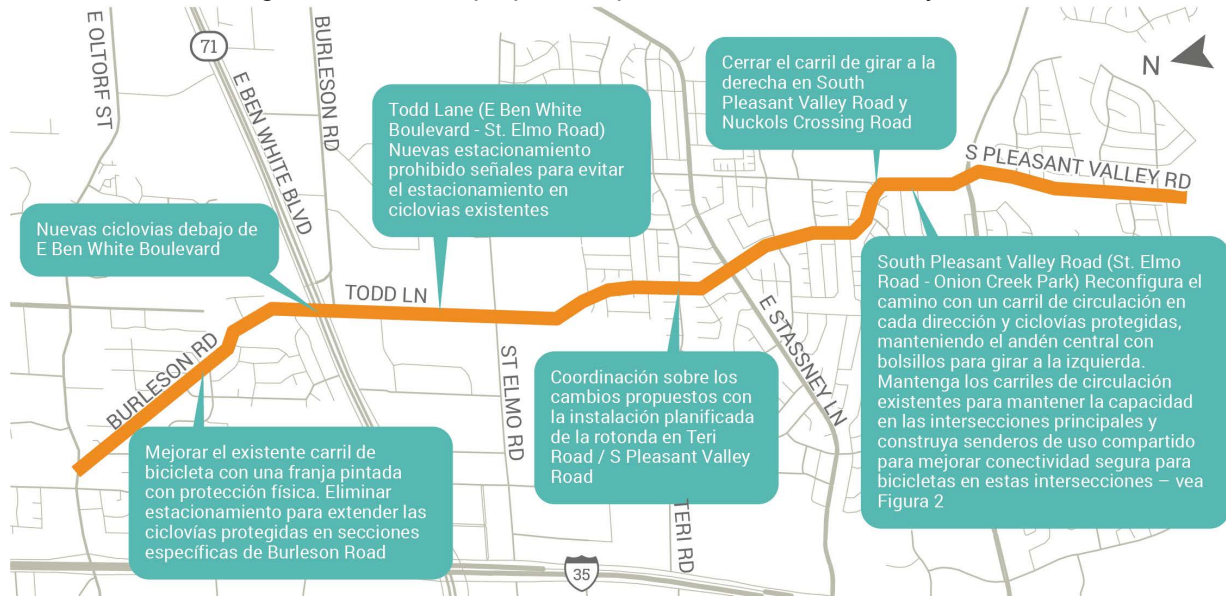 E OLTORF ST
71
E BEN WHITE BLVD
BURLESON RD
Todd Lane (E Ben White
Boulevard - St. Elmo Road)
Nuevas estacionamiento
prohibido señales para evitar
el estacionamiento en
ciclovias existentes
Cerrar el carril de girar a la
derecha en South
Pleasant Valley Road y
Nuckols Crossing Road
N
S PLEASANT VALLEY RD
Nuevas ciclovias debajo de
E Ben White Boulevard
TODD LN
BURLESON RD
ST ELMO RD
E STASSNEY LN
South Pleasant Valley Road (St. Elmo
Road - Onion Creek Park) Reconfigura el
camino con un carril de circulación en
cada dirección y ciclovías protegidas,
manteniendo el andén central con
bolsillos para girar a la izquierda.
Mantenga los carriles de circulación
existentes para mantener la capacidad
en las intersecciones principales y
construya senderos de uso compartido
para mejorar conectividad segura para
bicicletas en estas intersecciones – vea
Figura 2
Coordinación sobre los
cambios propuestos con
la instalación planificada
de la rotonda en Teri
Road / S Pleasant Valley
Road
Mejorar el existente carril de
bicicleta con una franja pintada
con protección física. Eliminar
estacionamiento para extender las
ciclovías protegidas en secciones
específicas de Burleson Road
TERI RD
35